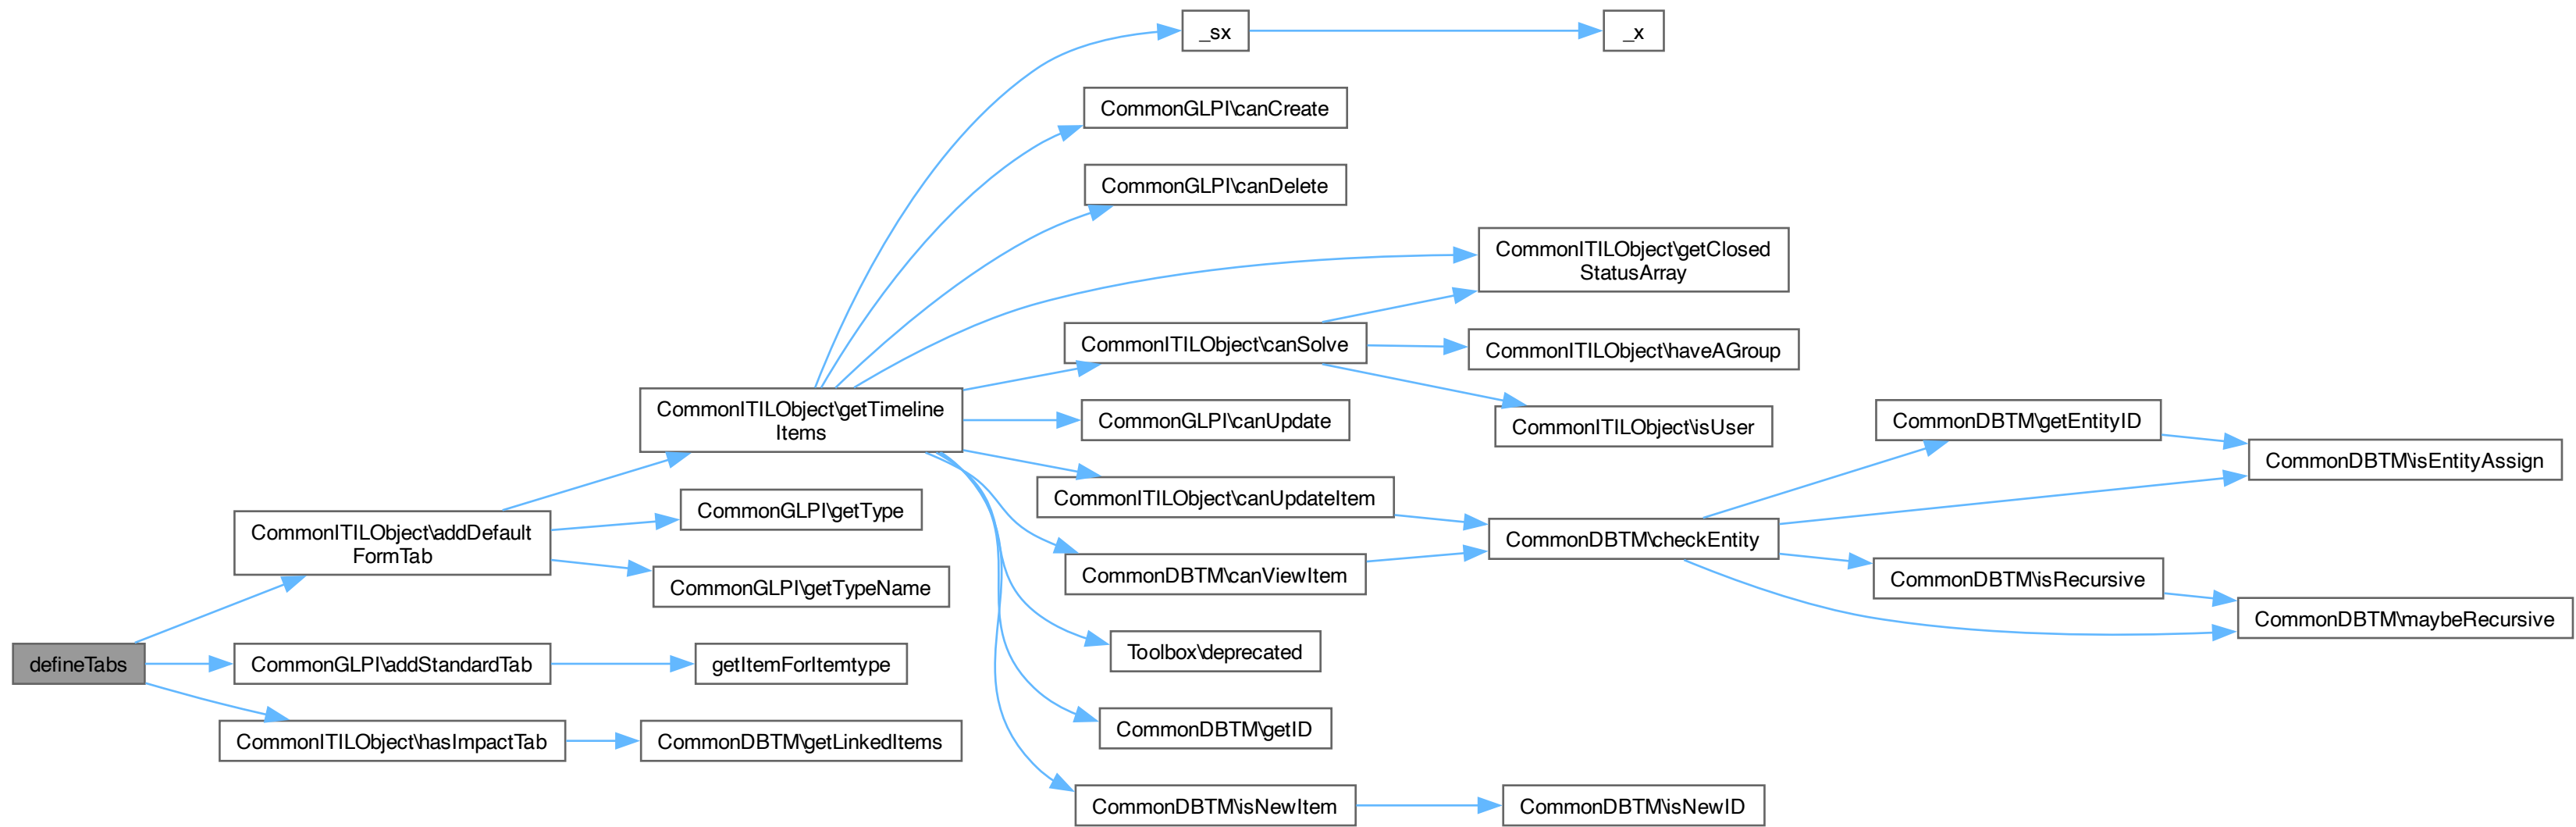 _sx
_x
CommonGLPI\canCreate
CommonGLPI\canDelete
CommonITILObject\getClosed
StatusArray
CommonITILObject\canSolve
CommonITILObject\haveAGroup
CommonITILObject\getTimeline
Items
CommonGLPI\canUpdate
CommonITILObject\isUser
CommonDBTM\getEntityID
CommonDBTM\isEntityAssign
CommonITILObject\canUpdateItem
CommonGLPI\getType
CommonITILObject\addDefault
FormTab
CommonDBTM\checkEntity
CommonDBTM\canViewItem
CommonDBTM\isRecursive
CommonGLPI\getTypeName
CommonDBTM\maybeRecursive
Toolbox\deprecated
defineTabs
CommonGLPI\addStandardTab
getItemForItemtype
CommonDBTM\getID
CommonITILObject\hasImpactTab
CommonDBTM\getLinkedItems
CommonDBTM\isNewItem
CommonDBTM\isNewID